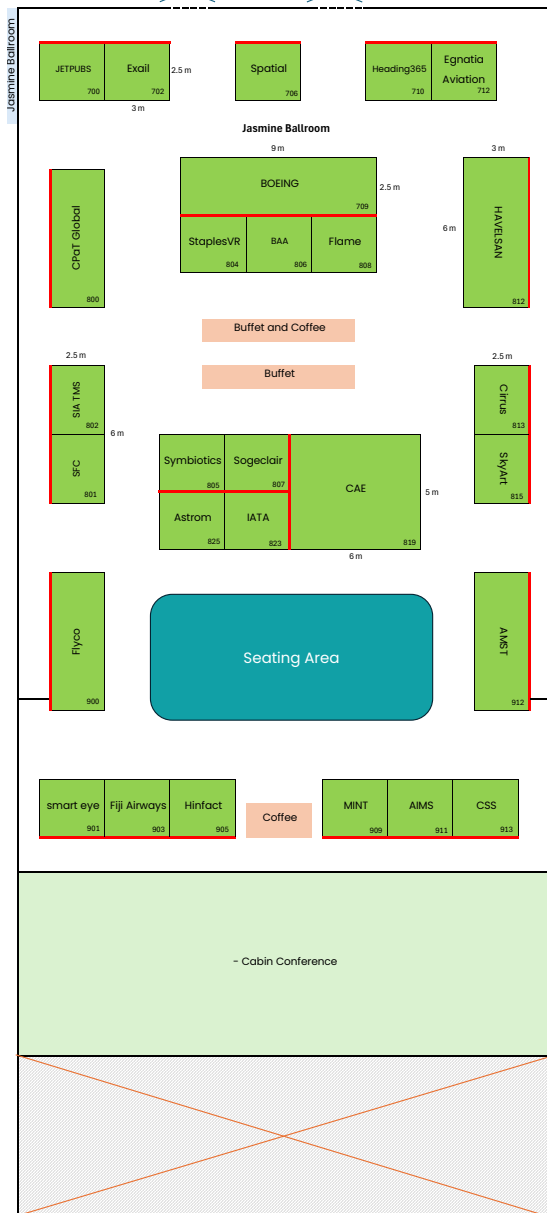 Jasmine Ballroom
JETPUBS
700
Exail
702
2.5 m
3 m
Spatial
706
Heading365
710
Egnatia
Aviation
712
Jasmine Ballroom
9 m
BOEING
709
2.5 m
StaplesVR
804
BAA
806
Flame
808
CPaT Global
800
3 m
6 m
HAVELSAN
812
Buffet and Coffee
Buffet
2.5 m
SIA TMS
802
6 m
SFC
801
2.5 m
Cirrus
813
SkyArt
815
Symbiotics
805
Sogeclair
807
CAE
819
5 m
6 m
Astrom
825
IATA
823
Flyco
900
Seating Area
AMST
912
smart eye
901
Fiji Airways
903
Hinfact
905
Coffee
MINT
909
AIMS
911
CSS
913
- Cabin Conference